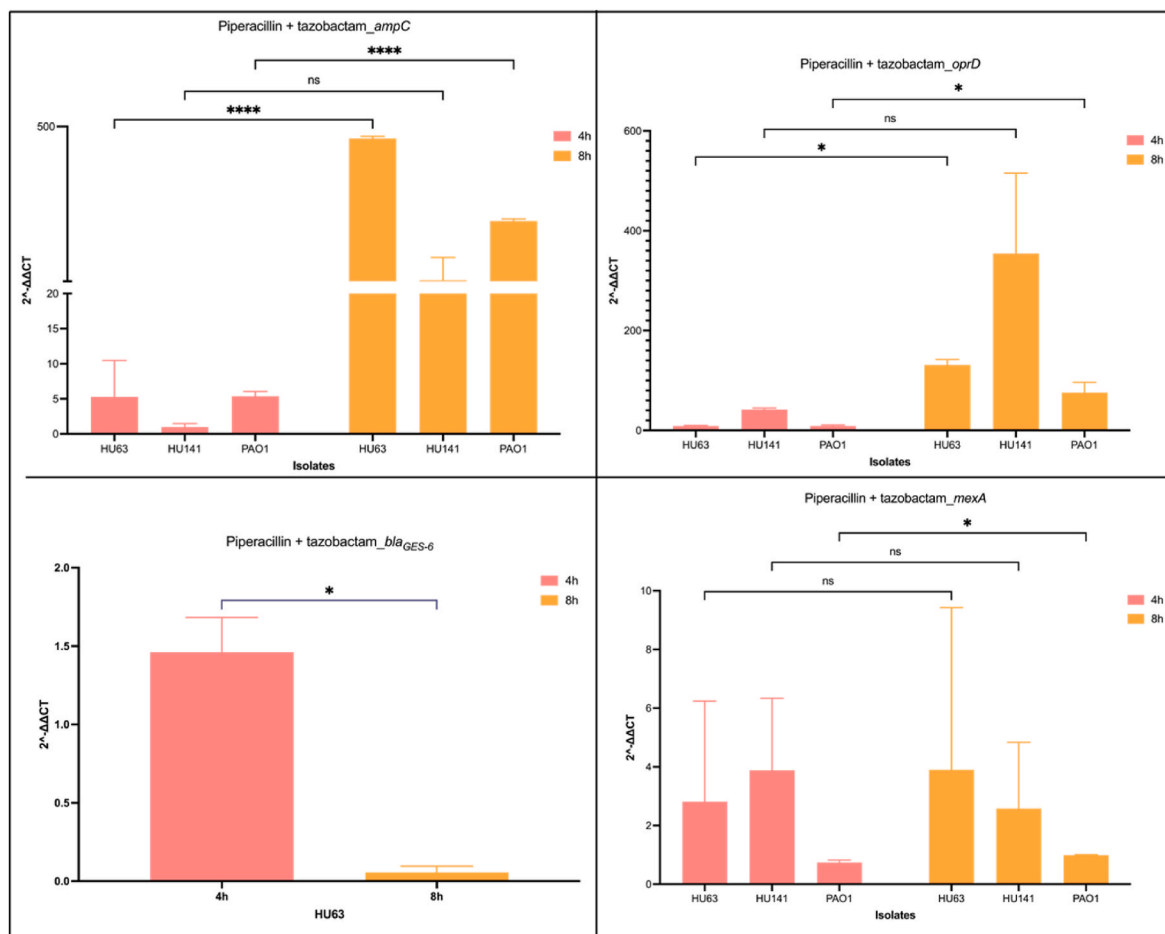 Piperacillin + tazobactam_ampC
****
ns
****
500
20
15
10
5
0
2^-ΔΔCT
HU63 HU141 PAO1 HU63 HU141 PAO1
Isolates
4h
8h
Piperacillin + tazobactam_oprD
*
ns
*
600
400
200
0
2^-ΔΔCT
HU63 HU141 PAO1 HU63 HU141 PAO1
Isolates
4h
8h
Piperacillin + tazobactam_blaGES-6
*
2.0
1.5
1.0
0.5
0.0
2^-ΔΔCT
4h 8h
HU63
4h
8h
Piperacillin + tazobactam_mexA
*
ns
ns
10
8
6
4
2
0
2^-ΔΔCT
HU63 HU141 PAO1 HU63 HU141 PAO1
Isolates
4h
8h